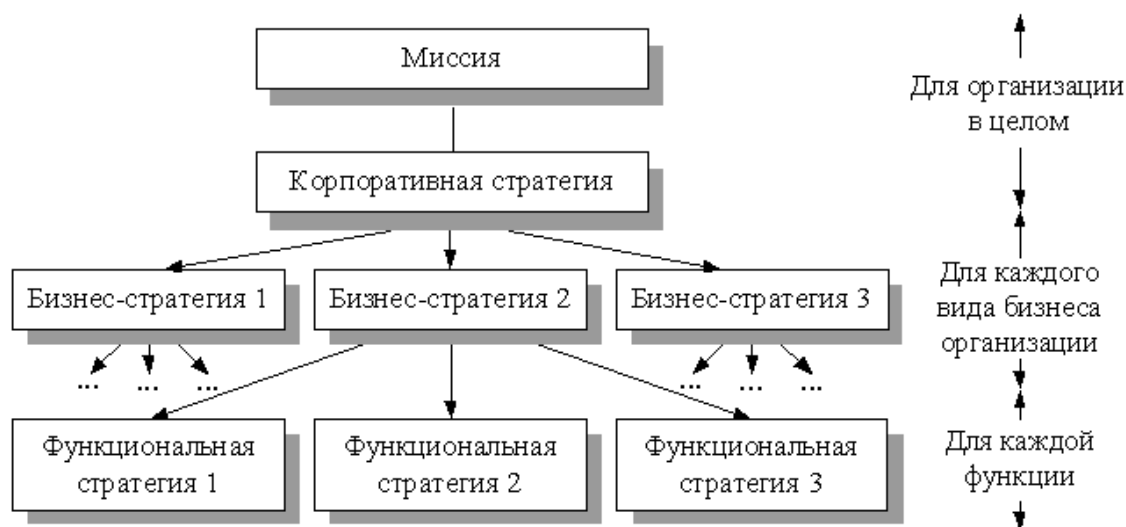 Миссия
Для организации
в целом
Корпоративная стратегия
Бизнес-стратегия 1
Бизнес-стратегия 2
Бизнес-стратегия 3
Для каждого
вида бизнеса
организации
... ... ...
... ... ...
Функциональная
стратегия 1
Функциональная
стратегия 2
Функциональная
стратегия 3
Для каждой
функции